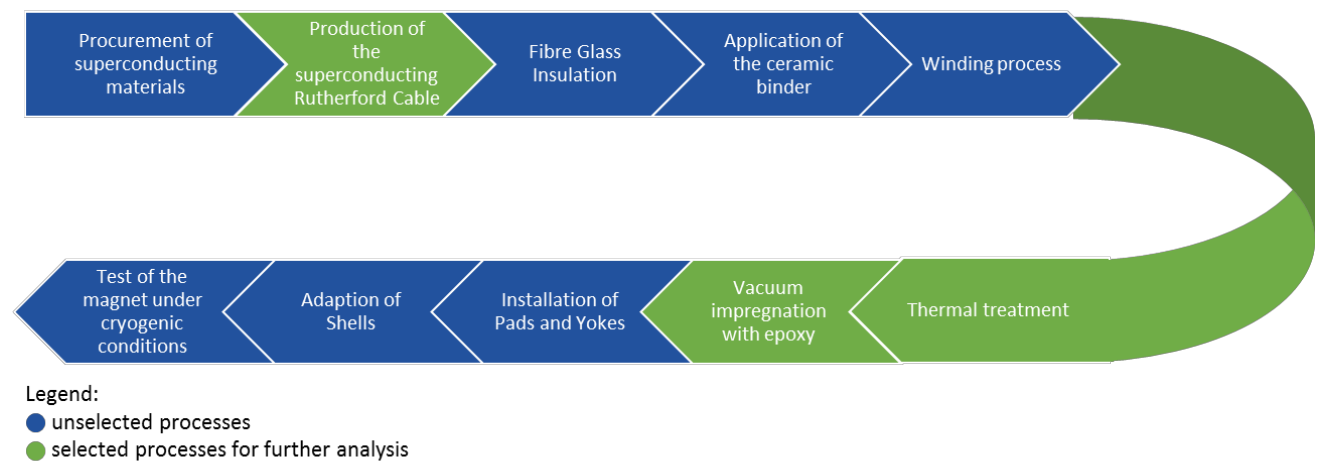 Procurement of
superconducting
materials
Production of
the
superconducting
Rutherford Cable
Fibre Glass
Insulation
Application of
the ceramic
binder
Winding process
Thermal treatment
Vacuum
impregnation
with epoxy
Installation of
Pads and Yokes
Adaption of
Shells
Test of the
magnet under
cryogenic
conditions
Legend:
unselected processes
selected processes for further analysis